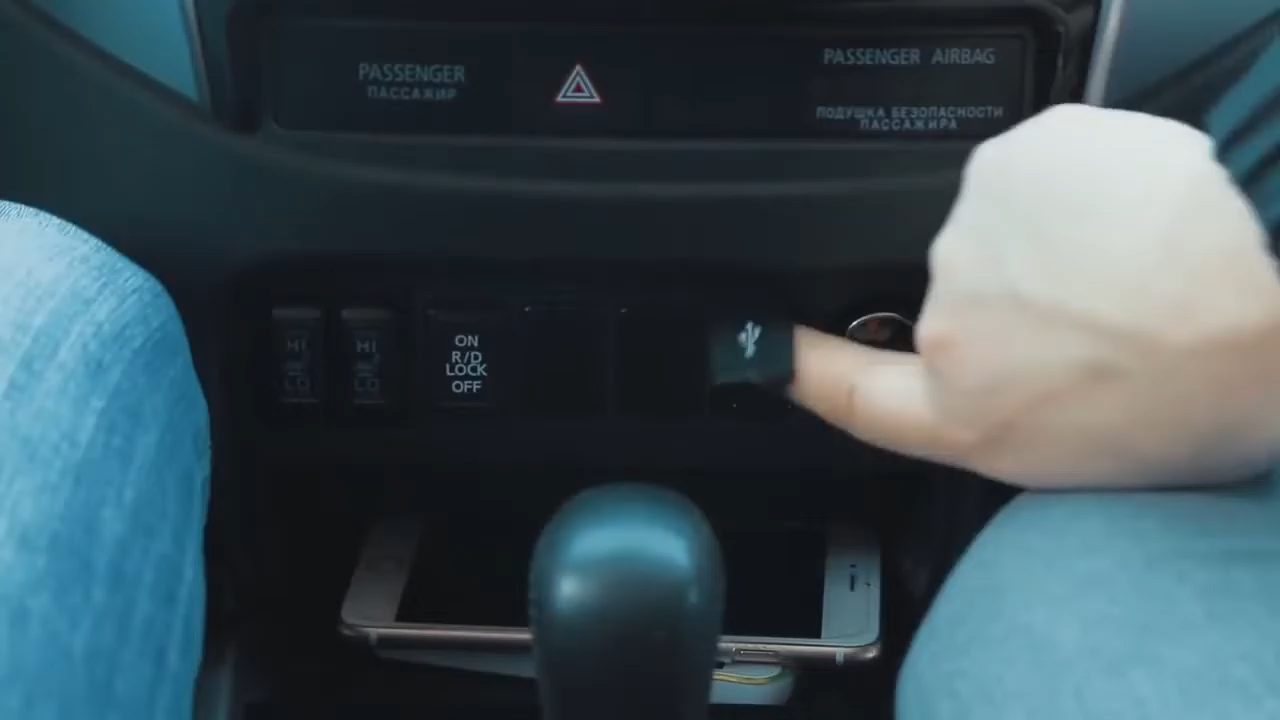 PASSENGER
ПАССАЖИР
PASSENGER AIRBAG
ПОДУШКА БЕЗОПАСНОСТИ
ПАССАЖИРА
HI
LO
HI
LO
ON
R/D
LOCK
OFF